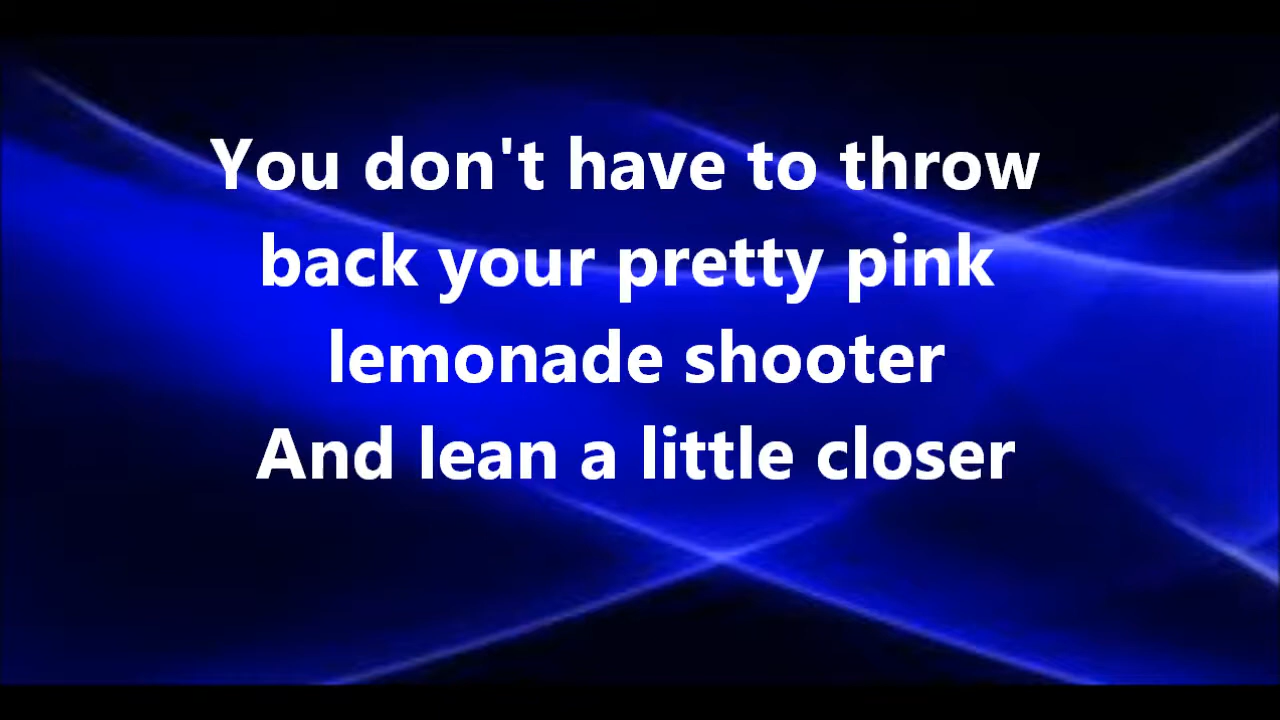 You don't have to throw
back your pretty pink
lemonade shooter
And lean a little closer